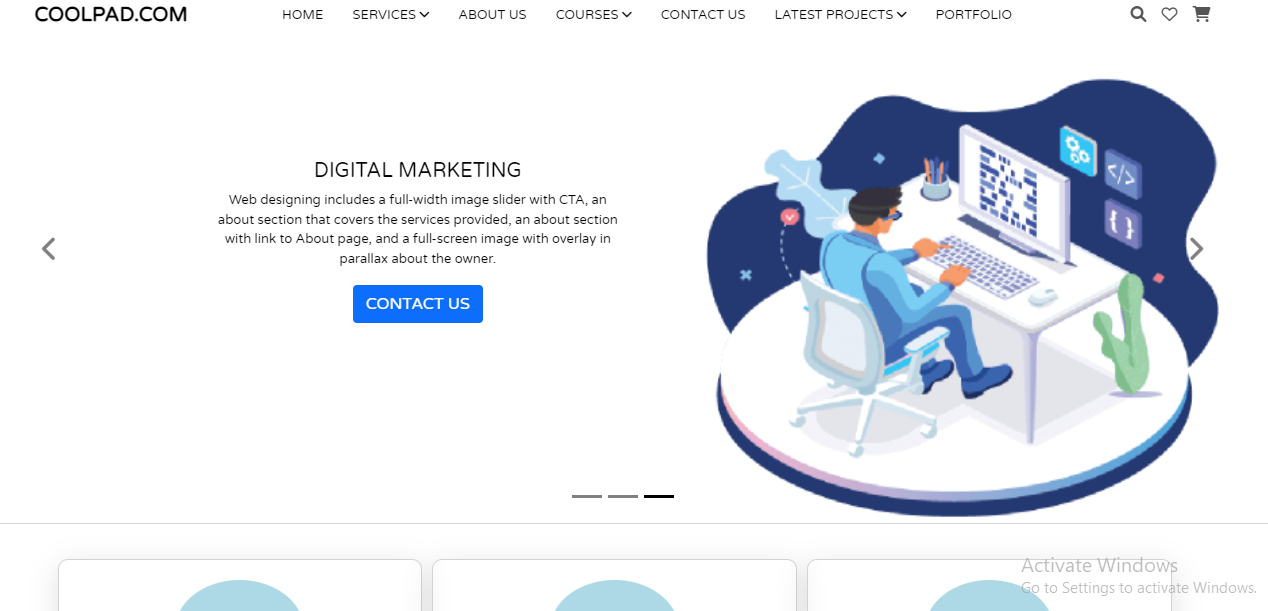 COOLPAD.COM
HOME
SERVICES
ABOUT US
COURSES
CONTACT US
LATEST PROJECTS
PORTFOLIO
DIGITAL MARKETING
Web designing includes a full-width image slider with CTA, an
about section that covers the services provided, an about section
with link to About page, and a full-screen image with overlay in
parallax about the owner.
CONTACT US
</>
{ }
Activate Windows
Go to Settings to activate Windows.